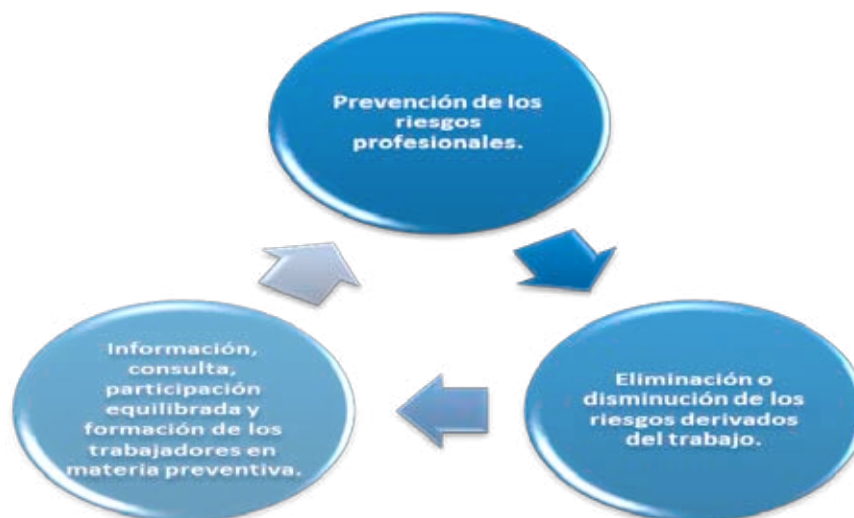 Prevención de los
riesgos
profesionales.
Eliminación o
disminución de los
riesgos derivados
del trabajo.
Información,
consulta,
participación
equilibrada y
formación de los
trabajadores en
materia preventiva.